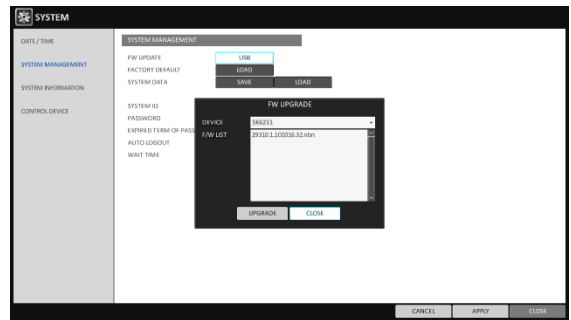 SYSTEM
DATE / TIME
SYSTEM MANAGEMENT
SYSTEM INFORMATION
CONTROL DEVICE
SYSTEM MANAGEMENT
FW UPDATE USB
FACTORY DEFAULT LOAD
SYSTEM DATA SAVE LOAD
SYSTEM ID
PASSWORD
EXPIRED TERM OF PASS
AUTO LOGOUT
WAIT TIME
FW UPGRADE
DEVICE SK6211
F/W LIST 29310.1.101016.32.nbn
UPGRADE CLOSE
CANCEL APPLY CLOSE